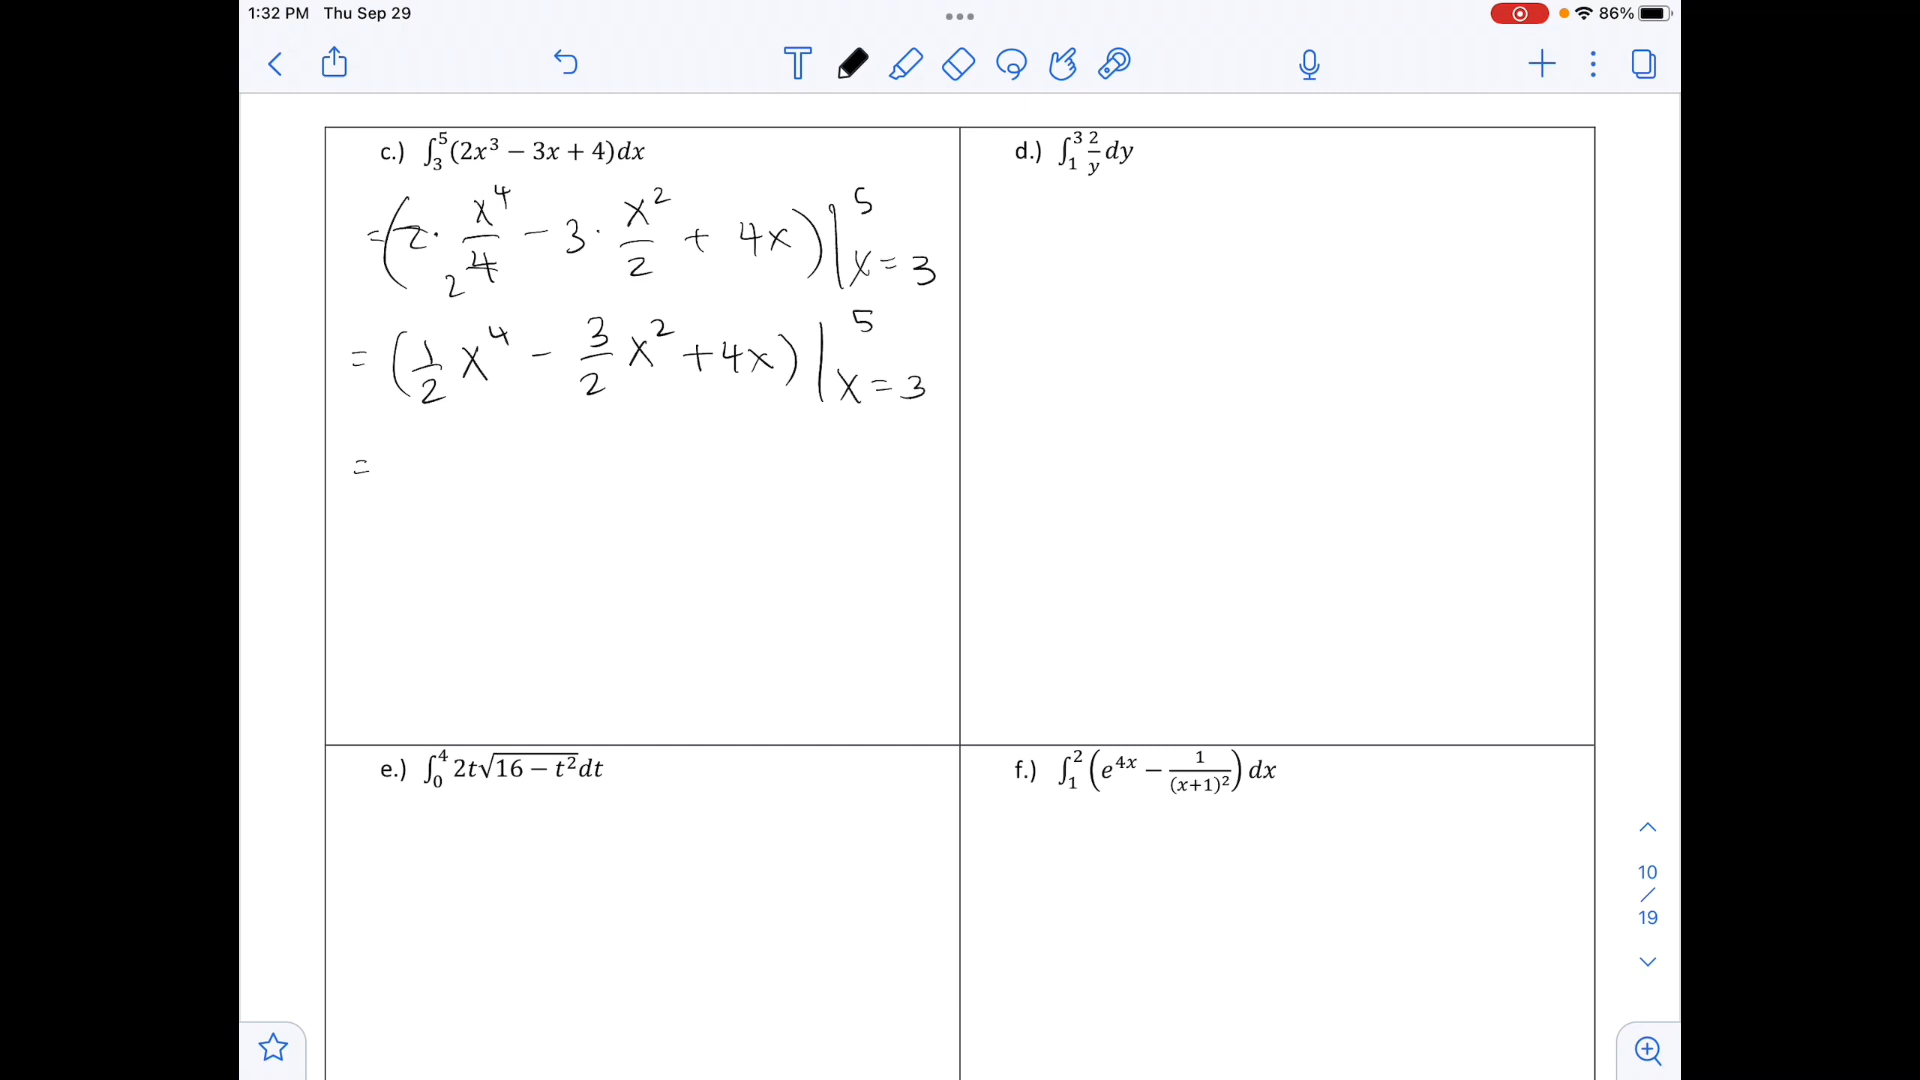 1:32 PM Thu Sep 29
86%
T
c.) ∫₃⁵(2x³ − 3x + 4)dx
= (2 · x⁴/4 2 − 3 · x²/2 + 4x) |⁵ x = 3
= (1/2 x⁴ − 3/2 x² + 4x) |⁵ x = 3
=
d.) ∫₁³ 2/y dy
e.) ∫₀⁴ 2t√(16 − t²)dt
f.) ∫₁² (e⁴ˣ − 1/(x+1)²) dx
10
/
19